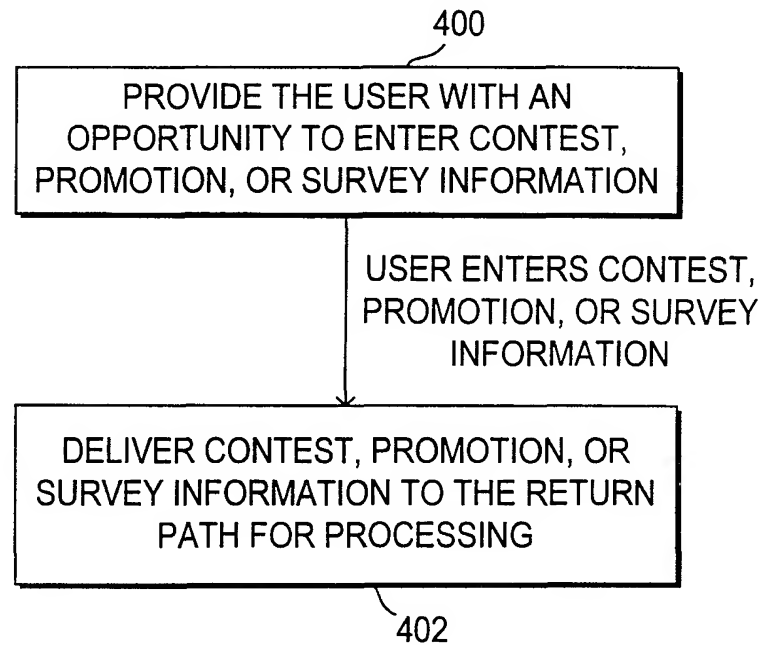 400
PROVIDE THE USER WITH AN
OPPORTUNITY TO ENTER CONTEST,
PROMOTION, OR SURVEY INFORMATION
USER ENTERS CONTEST,
PROMOTION, OR SURVEY
INFORMATION
DELIVER CONTEST, PROMOTION, OR
SURVEY INFORMATION TO THE RETURN
PATH FOR PROCESSING
402